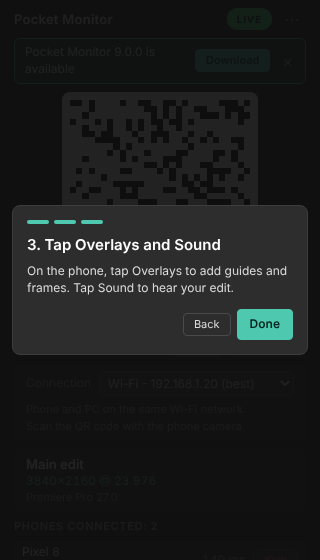 Pocket Monitor
LIVE
Pocket Monitor 9.0.0 is
available
Download
×
3. Tap Overlays and Sound
On the phone, tap Overlays to add guides and
frames. Tap Sound to hear your edit.
Back
Done
Connection
Wi-Fi - 192.168.1.20 (best)
Phone and PC on the same Wi-Fi network.
Scan the QR code with the phone camera.
Main edit
3840×2160 @ 23.976
Premiere Pro 27.0
PHONES CONNECTED: 2
Pixel 8
140 ms